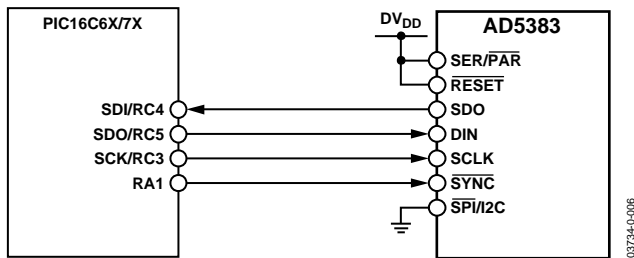 PIC16C6X/7X
SDI/RC4
SDO/RC5
SCK/RC3
RA1
DVDD
AD5383
SER/PAR
RESET
SDO
DIN
SCLK
SYNC
SPI/I2C
03734-0-006